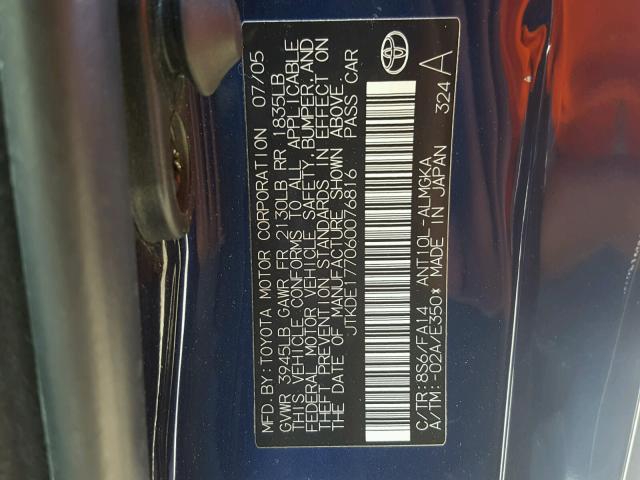 MFD.BY:TOYOTA MOTOR CORPORATION 07/05
GVWR 3945LB GAWR FR 2130LB RR 1835LB
THIS VEHICLE CONFORMS TO ALL APPLICABLE
FEDERAL MOTOR VEHICLE SAFETY, BUMPER, AND
THEFT PREVENTION STANDARDS IN EFFECT ON
THE DATE OF MANUFACTURE SHOWN ABOVE.
JTKDE177060076816 PASS CAR
C/TR:8S6/FA14 ANT10L-ALMGKA
A/TM:-02A/E350* MADE IN JAPAN
324 A